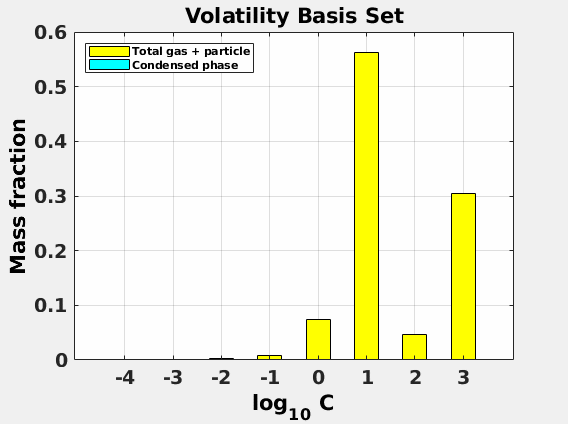 Volatility Basis Set
Total gas + particle
Condensed phase
Mass fraction
0.6
0.5
0.4
0.3
0.2
0.1
0
-4 -3 -2 -1 0 1 2 3
log10 C